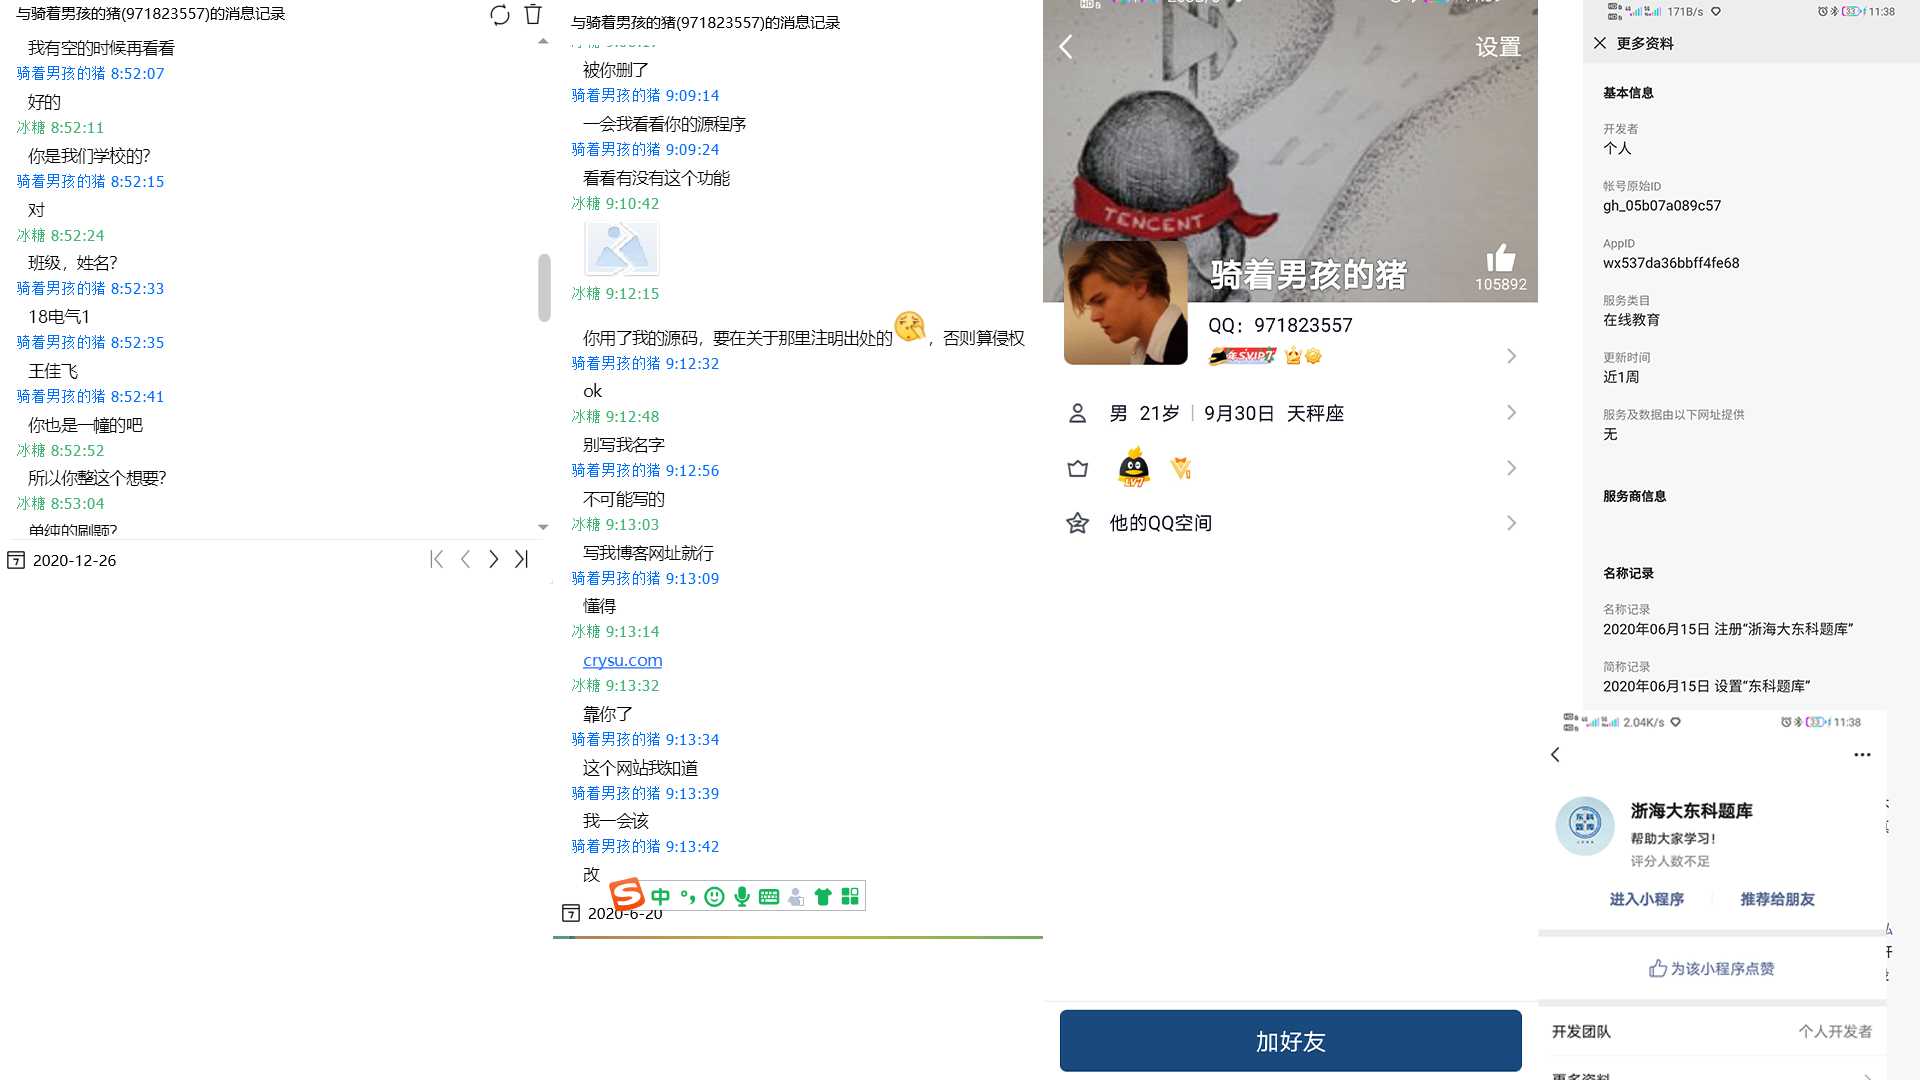 与骑着男孩的猪(971823557)的消息记录
我有空的时候再看看
骑着男孩的猪 8:52:07
好的
冰糖 8:52:11
你是我们学校的?
骑着男孩的猪 8:52:15
对
冰糖 8:52:24
班级，姓名?
骑着男孩的猪 8:52:33
18电气1
骑着男孩的猪 8:52:35
王佳飞
骑着男孩的猪 8:52:41
你也是一幢的吧
冰糖 8:52:52
所以你整这个想要?
冰糖 8:53:04
单纯的刷题?
2020-12-26
与骑着男孩的猪(971823557)的消息记录
被你删了
骑着男孩的猪 9:09:14
一会我看看你的源程序
骑着男孩的猪 9:09:24
看看有没有这个功能
冰糖 9:10:42
冰糖 9:12:15
你用了我的源码，要在关于那里注明出处的，否则算侵权
骑着男孩的猪 9:12:32
ok
冰糖 9:12:48
别写我名字
骑着男孩的猪 9:12:56
不可能写的
冰糖 9:13:03
写我博客网址就行
骑着男孩的猪 9:13:09
懂得
冰糖 9:13:14
crysu.com
冰糖 9:13:32
靠你了
骑着男孩的猪 9:13:34
这个网站我知道
骑着男孩的猪 9:13:39
我一会该
骑着男孩的猪 9:13:42
改
中
2020-6-20
设置
TENCENT
骑着男孩的猪
105892
QQ：971823557
年SVIP7
男 21岁 9月30日 天秤座
LV7
他的QQ空间
加好友
171B/s 33 11:38
更多资料
基本信息
开发者
个人
帐号原始ID
gh_05b07a089c57
AppID
wx537da36bbff4fe68
服务类目
在线教育
更新时间
近1周
服务及数据由以下网址提供
无
服务商信息
名称记录
名称记录
2020年06月15日 注册“浙海大东科题库”
简称记录
2020年06月15日 设置“东科题库”
2.04K/s 33 11:38
东科题库
浙海大东科题库
帮助大家学习!
评分人数不足
进入小程序
推荐给朋友
为该小程序点赞
开发团队
个人开发者
更多资料